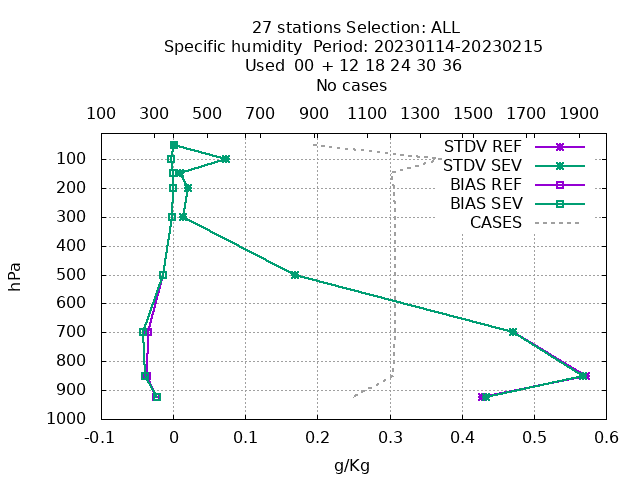 27 stations Selection: ALL
Specific humidity  Period: 20230114-20230215
Used  00 + 12 18 24 30 36
No cases
100 300 500 700 900 1100 1300 1500 1700 1900
STDV REF
STDV SEV
BIAS REF
BIAS SEV
CASES
100
200
300
400
500
600
700
800
900
1000
hPa
-0.1 0 0.1 0.2 0.3 0.4 0.5 0.6
g/Kg